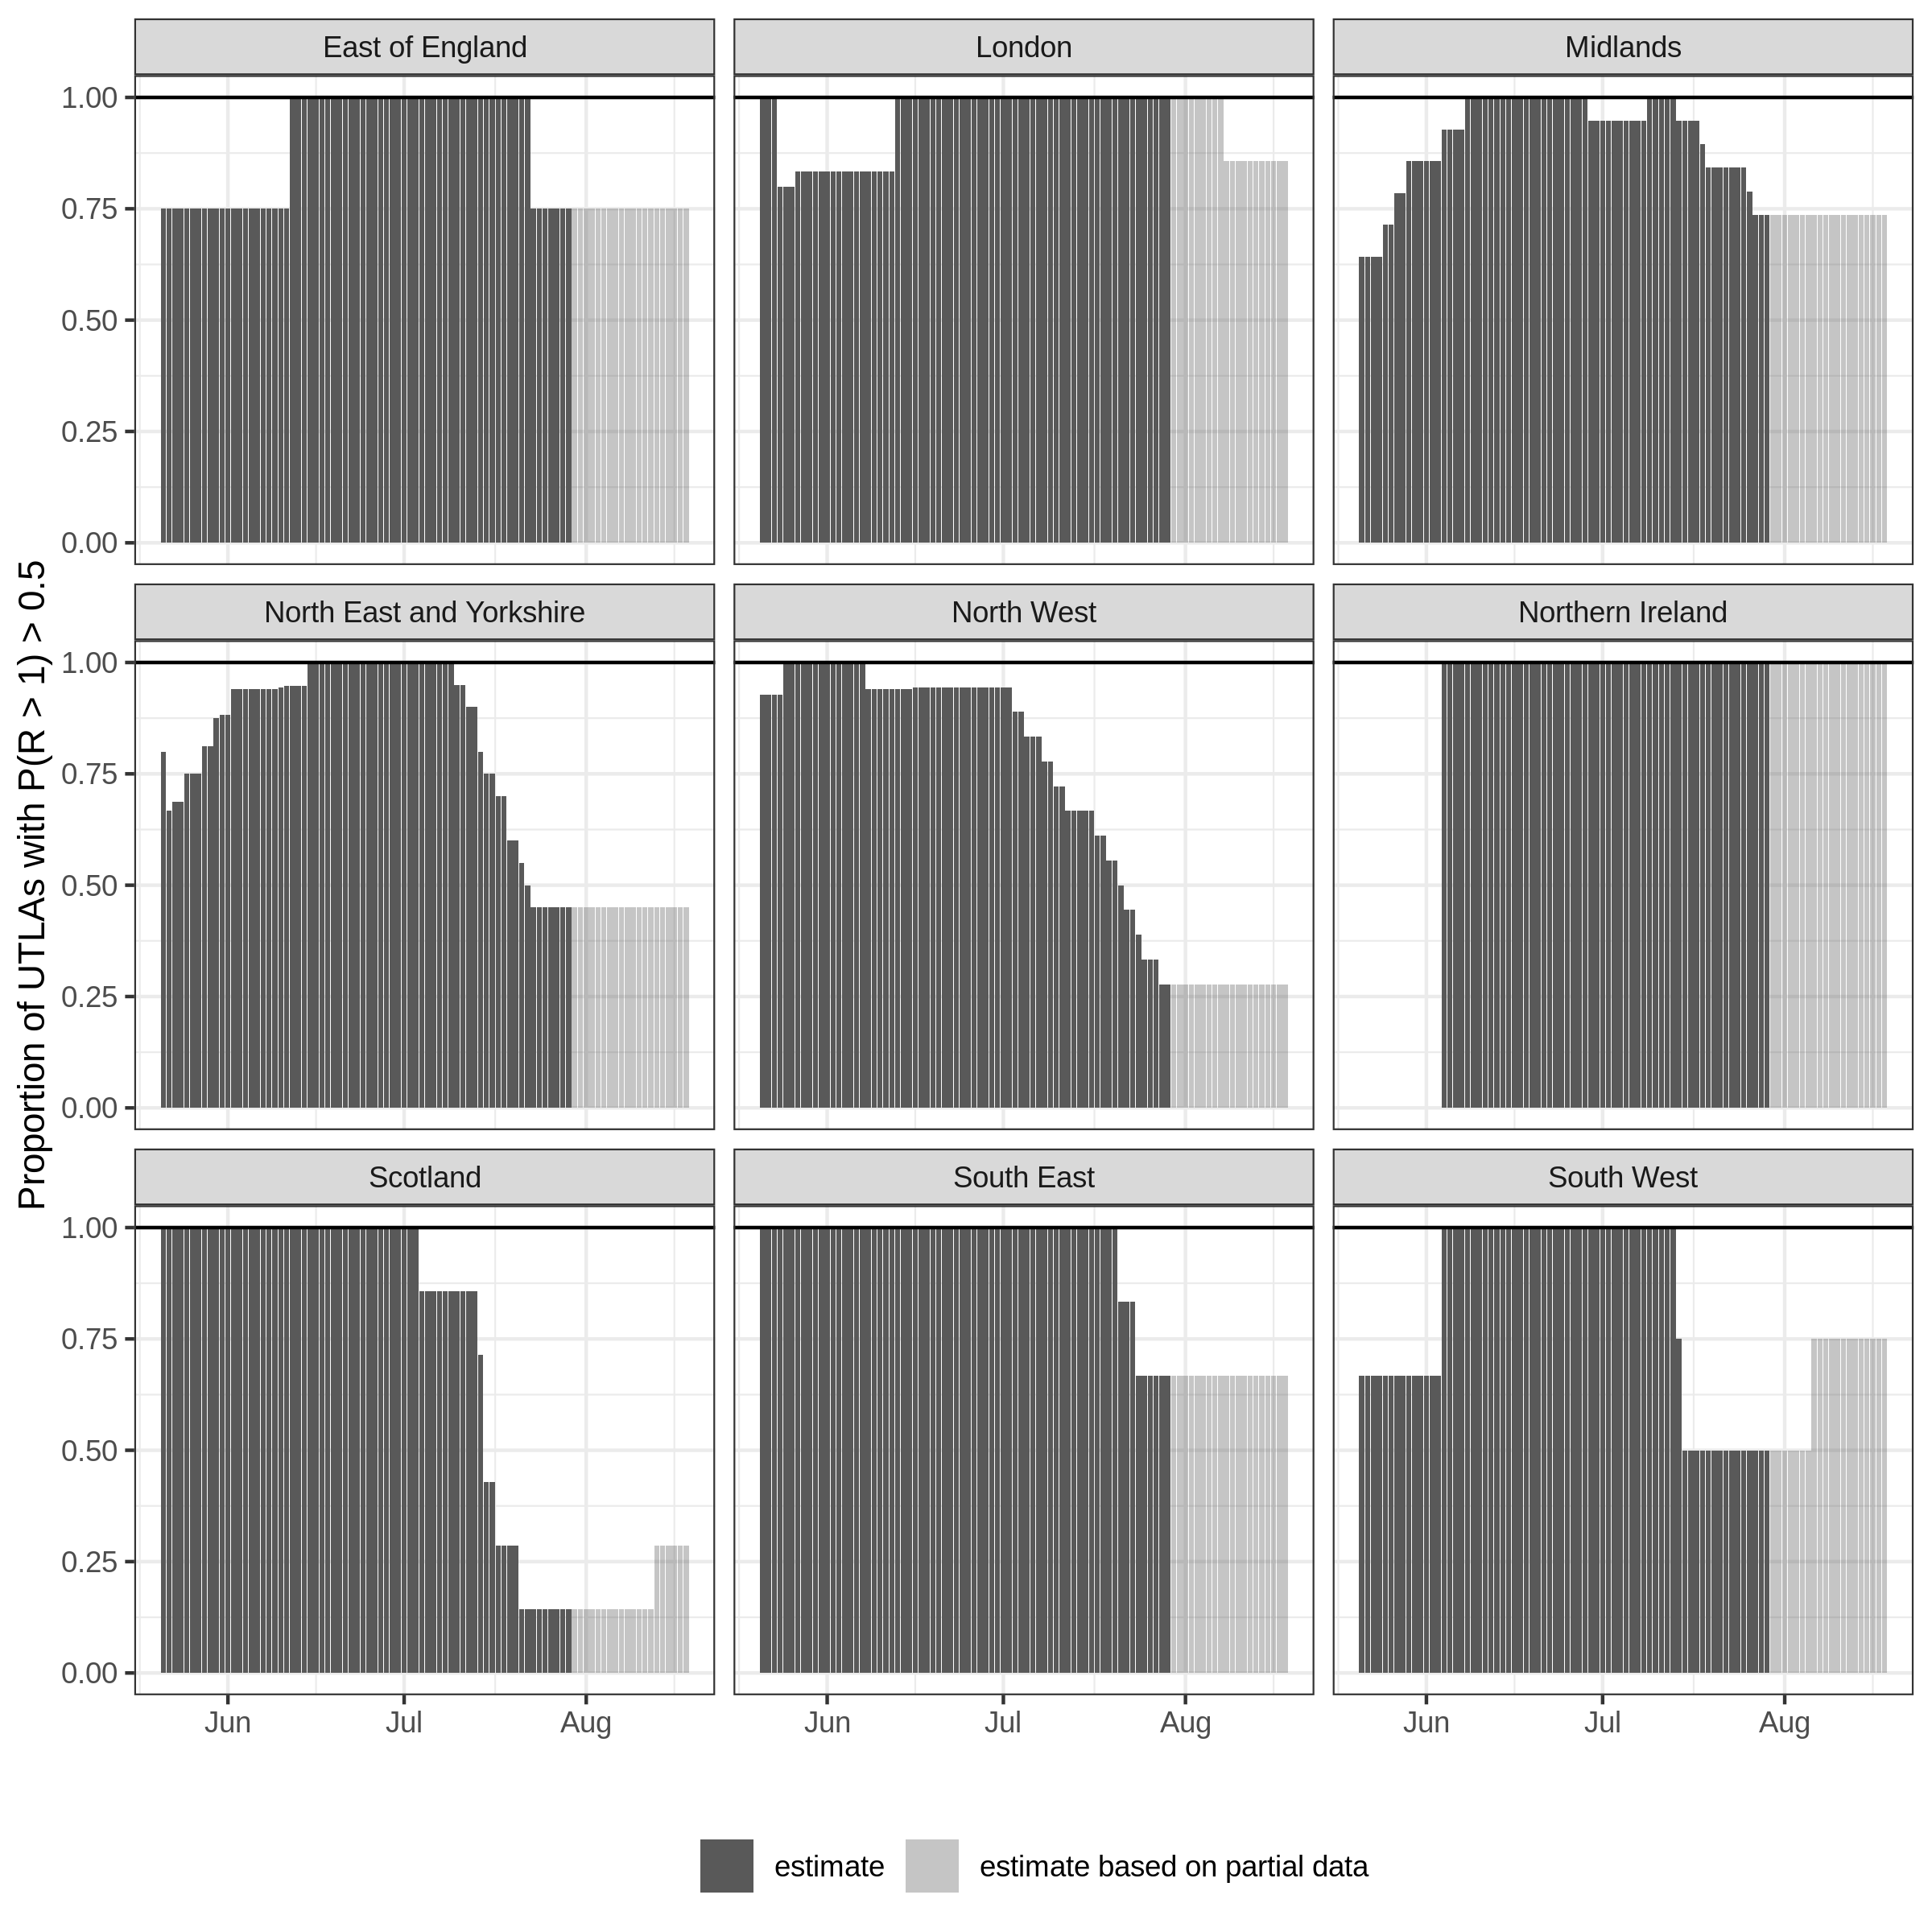 East of England
London
Midlands
1.00
0.75
0.50
0.25
0.00
North East and Yorkshire
North West
Northern Ireland
1.00
0.75
0.50
0.25
0.00
Proportion of UTLAs with P(R > 1) > 0.5
Scotland
South East
South West
1.00
0.75
0.50
0.25
0.00
Jun Jul Aug
Jun Jul Aug
Jun Jul Aug
estimate
estimate based on partial data